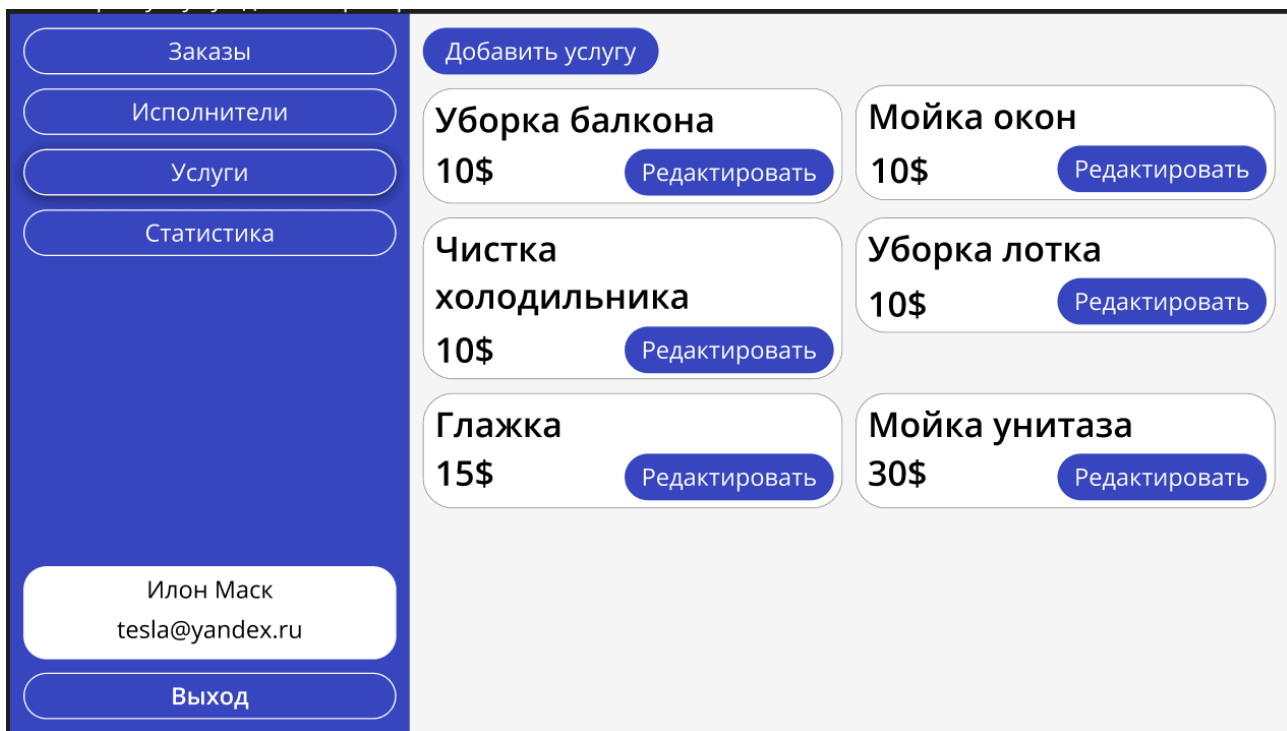 Заказы
Исполнители
Услуги
Статистика
Илон Маск
tesla@yandex.ru
Выход
Добавить услугу
Уборка балкона
10$ Редактировать
Мойка окон
10$ Редактировать
Чистка
холодильника
10$ Редактировать
Уборка лотка
10$ Редактировать
Глажка
15$ Редактировать
Мойка унитаза
30$ Редактировать